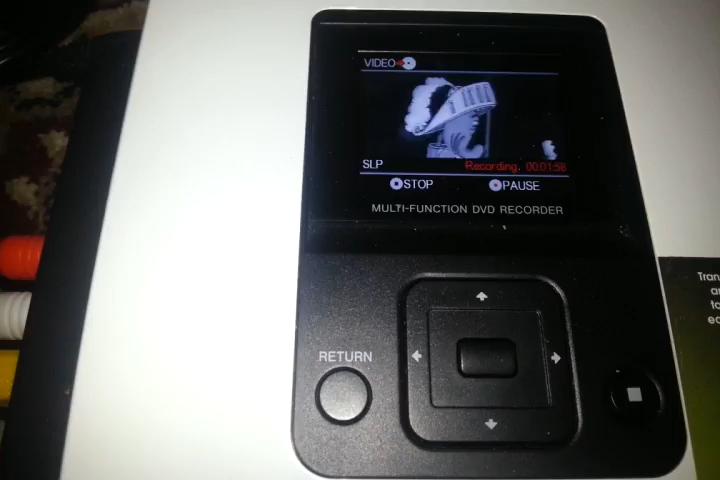 VIDEO
SLP Recording. 00:01:58
STOP PAUSE
MULTI-FUNCTION DVD RECORDER
RETURN